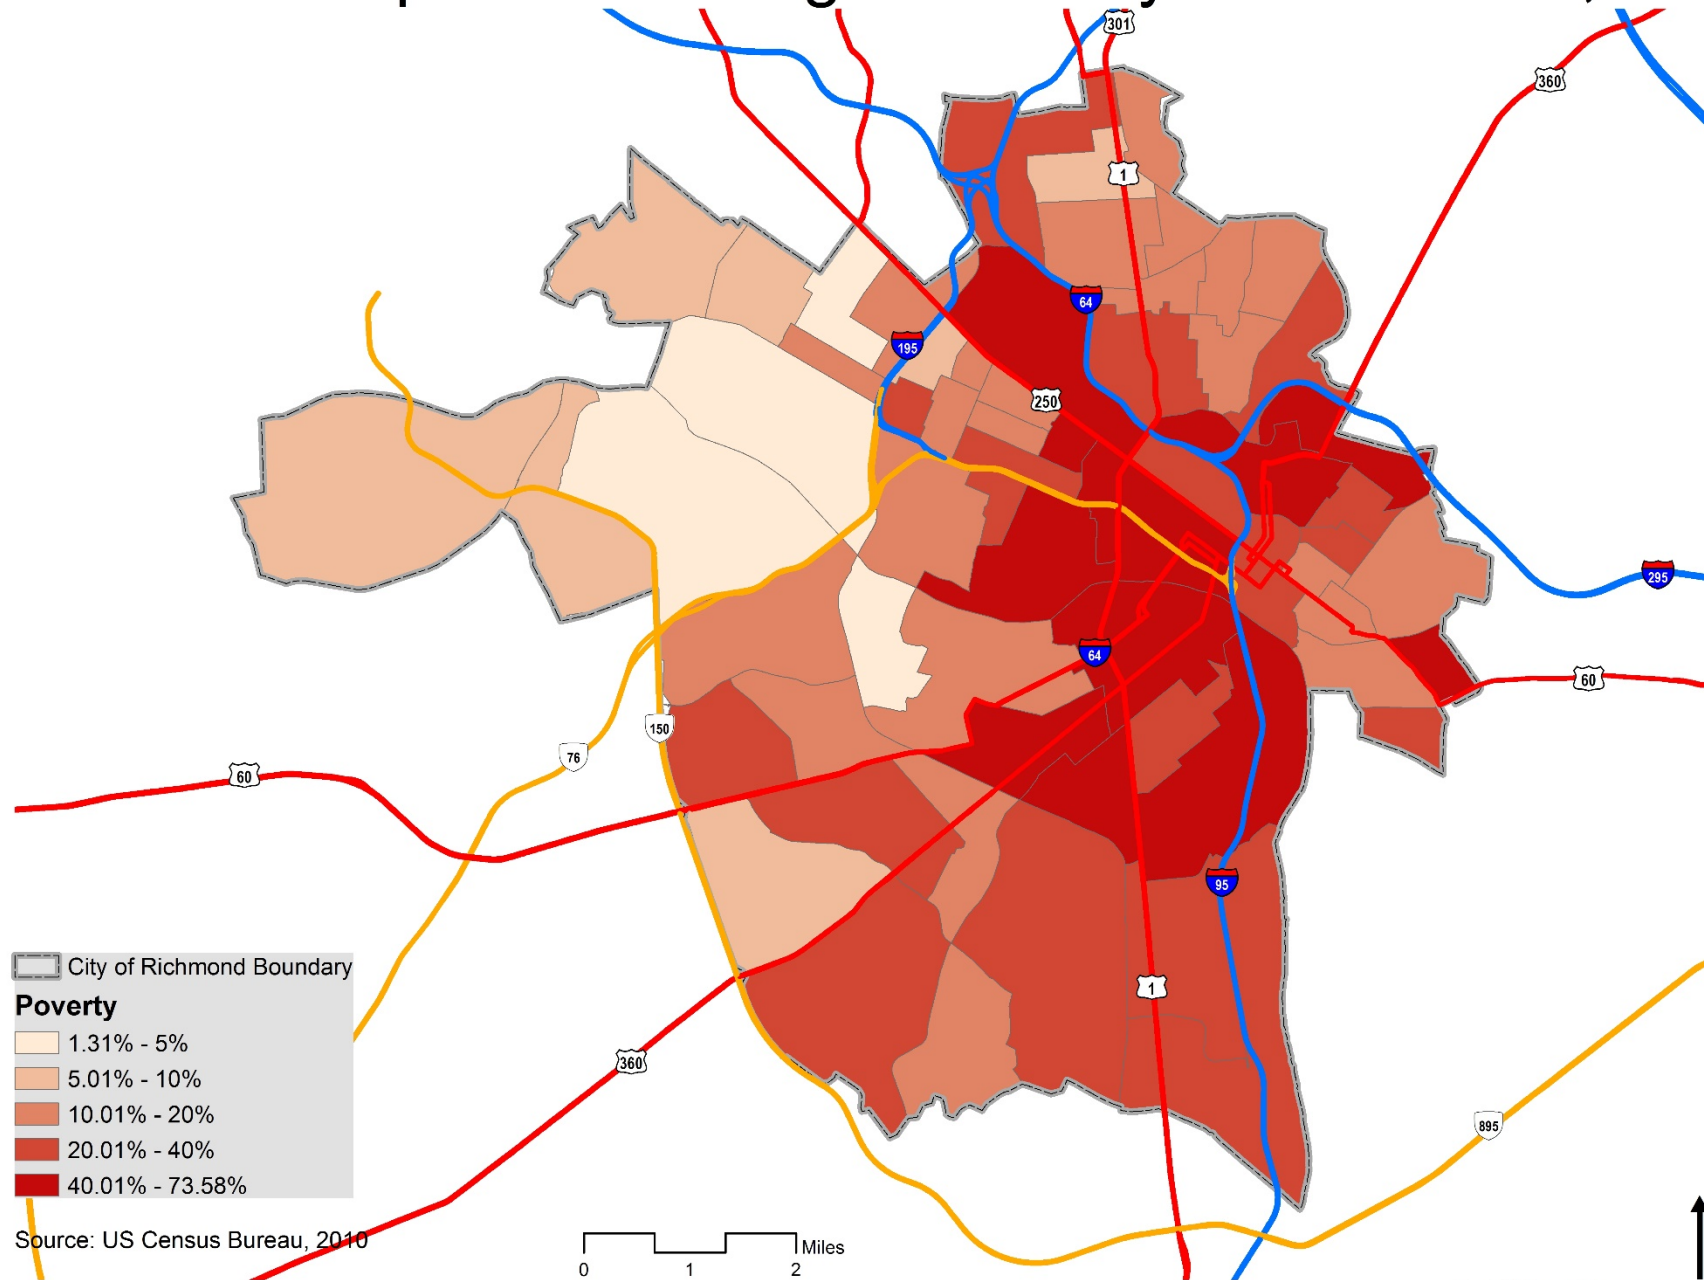 301
360
1
64
195
250
295
64
60
150
76
60
95
1
360
895
City of Richmond Boundary
Poverty
1.31% - 5%
5.01% - 10%
10.01% - 20%
20.01% - 40%
40.01% - 73.58%
Source: US Census Bureau, 2010
Miles
0 1 2